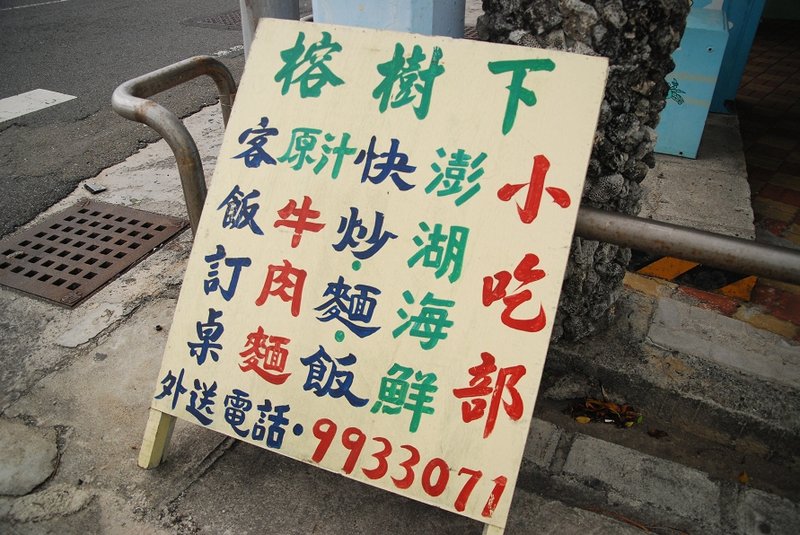 榕樹下
小吃部
澎湖海鮮
快炒·麵·飯
原汁牛肉麵
客飯訂桌
外送電話·9933071